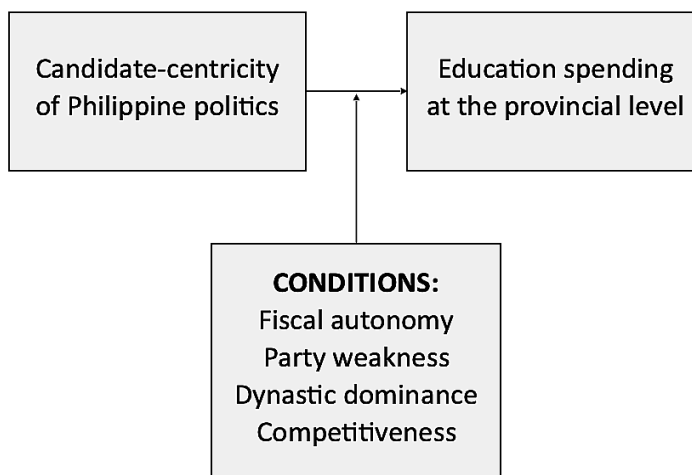 Candidate-centricity
of Philippine politics
Education spending
at the provincial level
CONDITIONS:
Fiscal autonomy
Party weakness
Dynastic dominance
Competitiveness